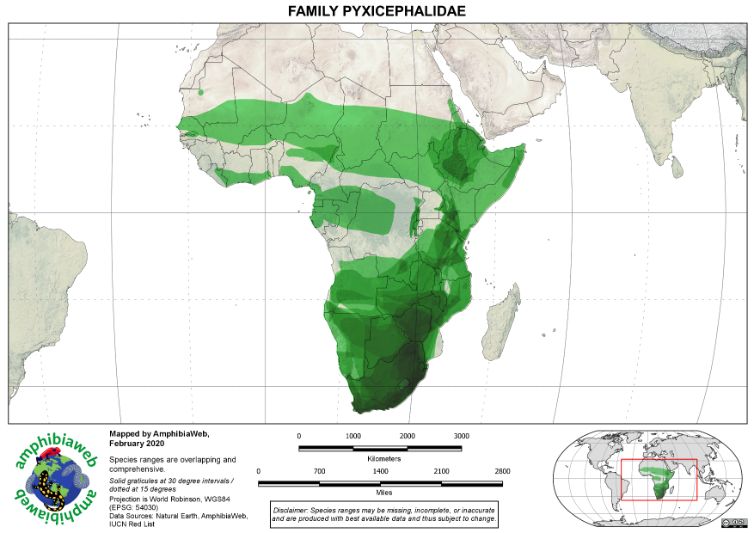 FAMILY PYXICEPHALIDAE
amphibiaweb
amphibiaweb
Mapped by AmphibiaWeb,
February 2020
Species ranges are overlapping and
comprehensive.
Solid graticules at 30 degree intervals /
dotted at 15 degrees
Projection is World Robinson, WGS84
(EPSG: 54030)
Data Sources: Natural Earth, AmphibiaWeb,
IUCN Red List
0 1000 2000 3000
Kilometers
0 700 1400 2100 2800
Miles
Disclaimer: Species ranges may be missing, incomplete, or inaccurate
and are produced with best available data and thus subject to change.